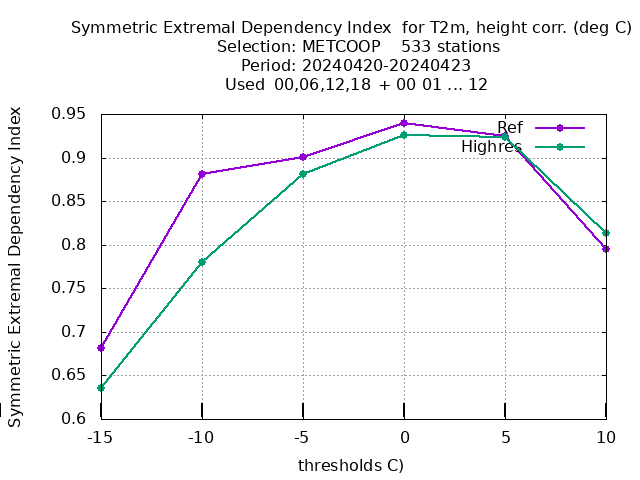 Symmetric Extremal Dependency Index  for T2m, height corr. (deg C)
Selection: METCOOP    533 stations
Period: 20240420-20240423
Used  00,06,12,18 + 00 01 ... 12
Symmetric Extremal Dependency Index
0.95
0.9
0.85
0.8
0.75
0.7
0.65
0.6
Ref
Highres
-15 -10 -5 0 5 10
thresholds C)